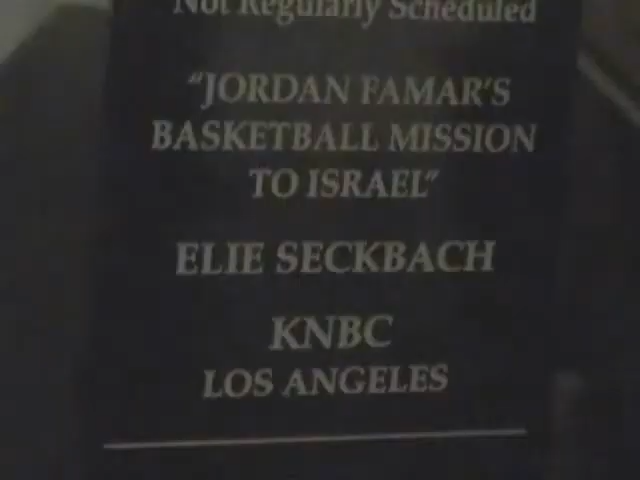 Not Regularly Scheduled
"JORDAN FAMAR'S
BASKETBALL MISSION
TO ISRAEL"
ELIE SECKBACH
KNBC
LOS ANGELES